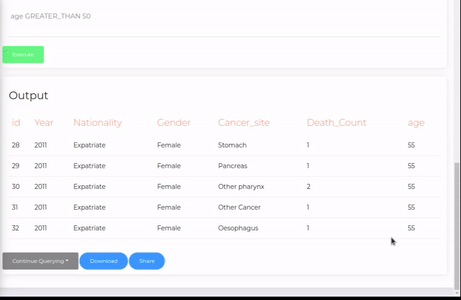 age GREATER_THAN 50
Execute
Output
id Year Nationality Gender Cancer_site Death_Count age
28 2011 Expatriate Female Stomach 1 55
29 2011 Expatriate Female Pancreas 1 55
30 2011 Expatriate Female Other pharynx 2 55
31 2011 Expatriate Female Other Cancer 1 55
32 2011 Expatriate Female Oesophagus 1 55
Continue Querying Download Share